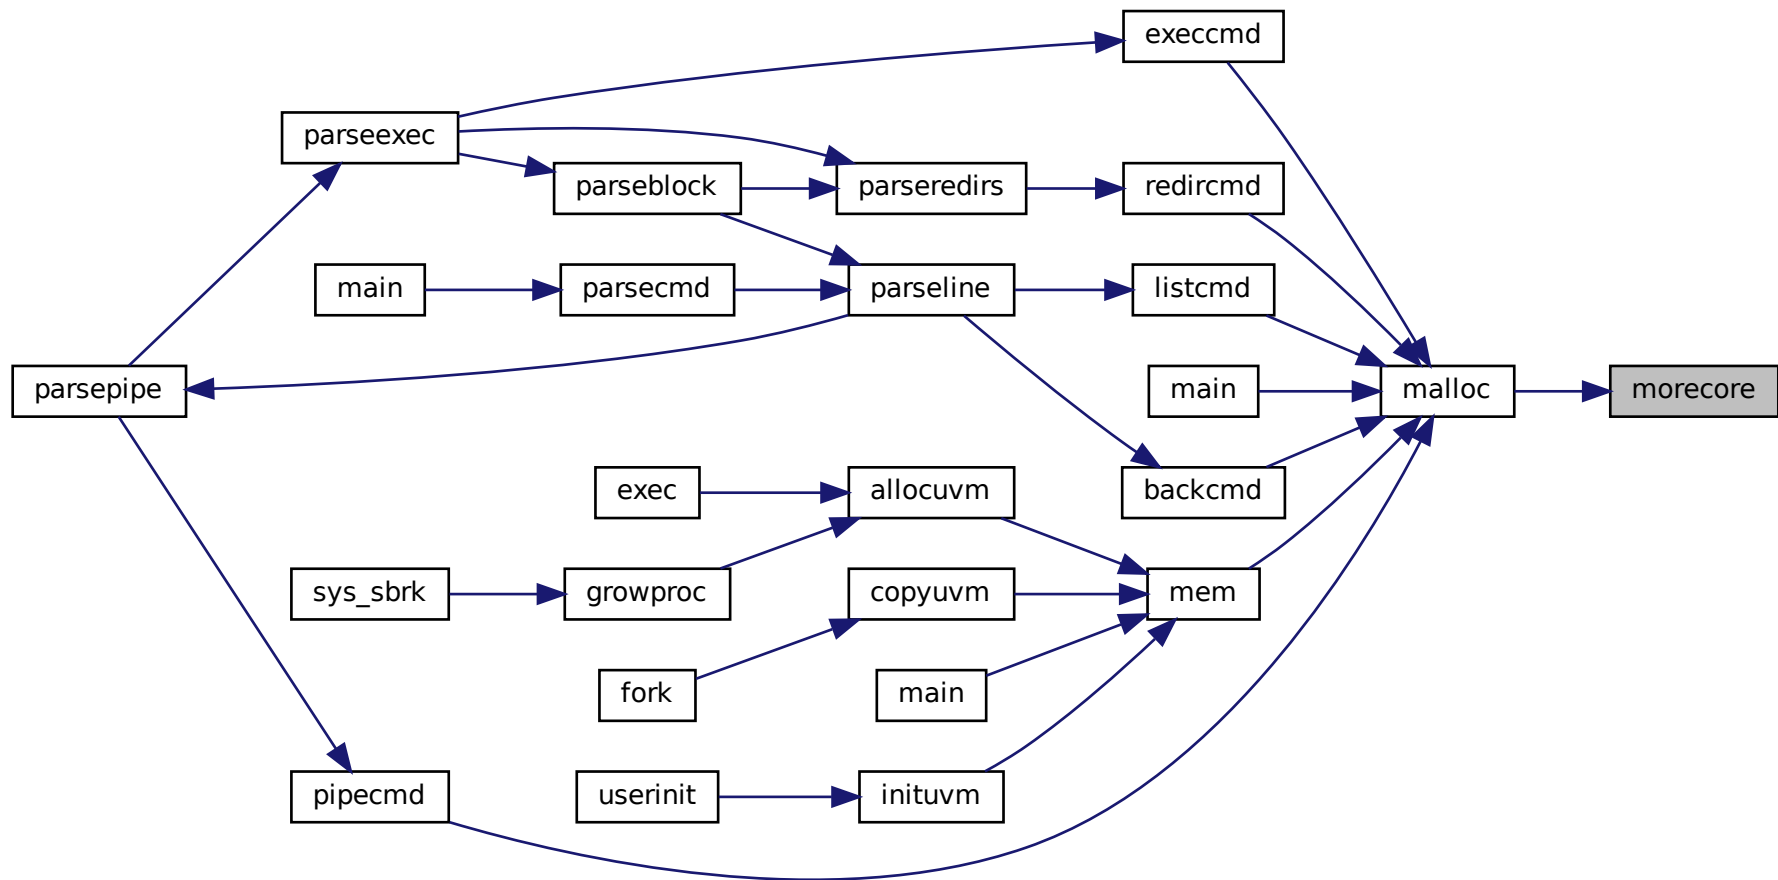 execcmd
parseexec
parseblock
parseredirs
redircmd
main
parsecmd
parseline
listcmd
parsepipe
main
malloc
morecore
exec
allocuvm
backcmd
sys_sbrk
growproc
copyuvm
mem
fork
main
pipecmd
userinit
inituvm